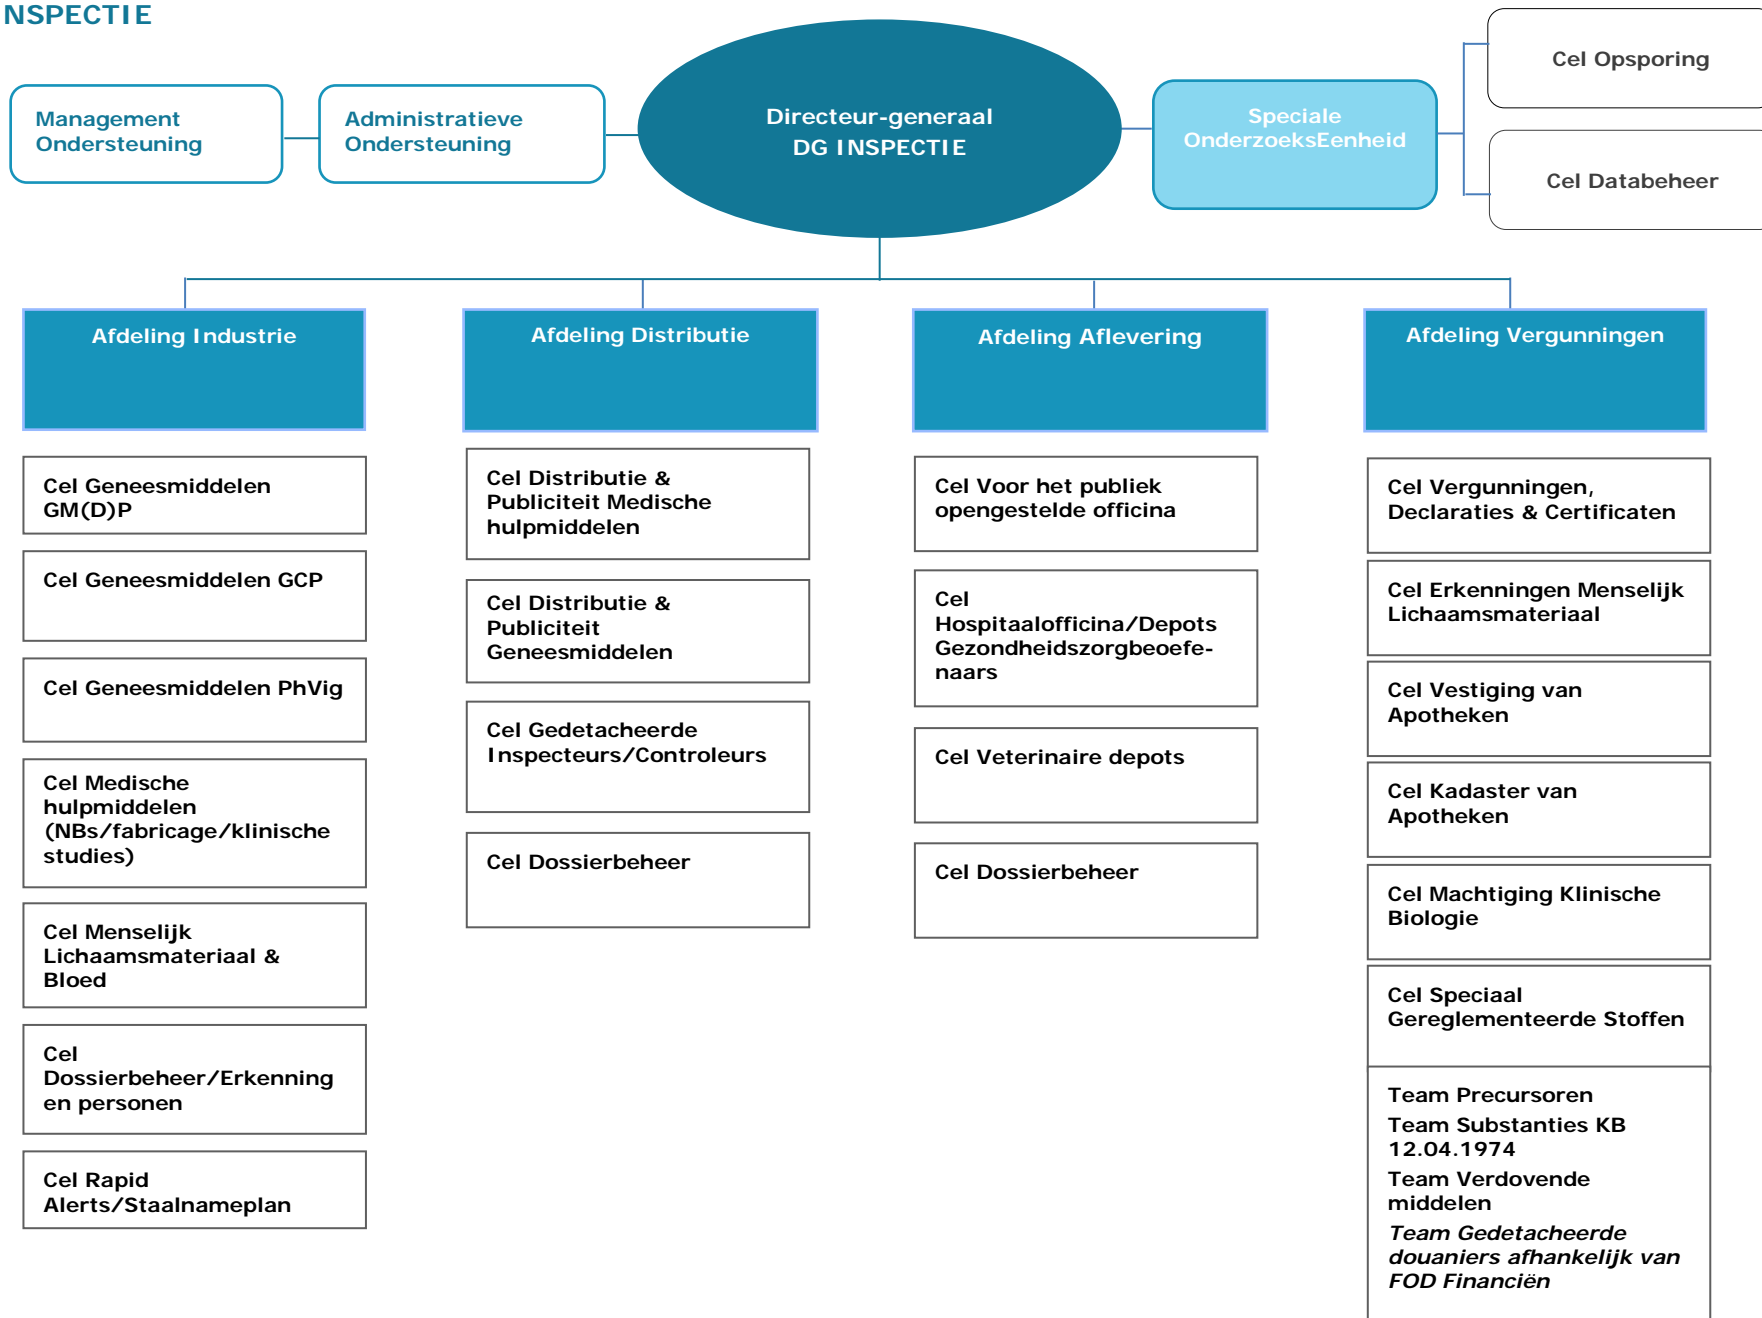 NSPECTIE
Management
Ondersteuning
Administratieve
Ondersteuning
Directeur-generaal
DG INSPECTIE
Speciale
OnderzoeksEenheid
Cel Opsporing
Cel Databeheer
Afdeling Industrie
Cel Geneesmiddelen
GM(D)P
Cel Geneesmiddelen GCP
Cel Geneesmiddelen PhVig
Cel Medische
hulpmiddelen
(NBs/fabricage/klinische
studies)
Cel Menselijk
Lichaamsmateriaal &
Bloed
Cel
Dossierbeheer/Erkenning
en personen
Cel Rapid
Alerts/Staalnameplan
Afdeling Distributie
Cel Distributie &
Publiciteit Medische
hulpmiddelen
Cel Distributie &
Publiciteit
Geneesmiddelen
Cel Gedetacheerde
Inspecteurs/Controleurs
Cel Dossierbeheer
Afdeling Aflevering
Cel Voor het publiek
opengestelde officina
Cel
Hospitaalofficina/Depots
Gezondheidszorgbeoefe-
naars
Cel Veterinaire depots
Cel Dossierbeheer
Afdeling Vergunningen
Cel Vergunningen,
Declaraties & Certificaten
Cel Erkenningen Menselijk
Lichaamsmateriaal
Cel Vestiging van
Apotheken
Cel Kadaster van
Apotheken
Cel Machtiging Klinische
Biologie
Cel Speciaal
Gereglementeerde Stoffen
Team Precursoren
Team Substanties KB
12.04.1974
Team Verdovende
middelen
Team Gedetacheerde
douaniers afhankelijk van
FOD Financiën